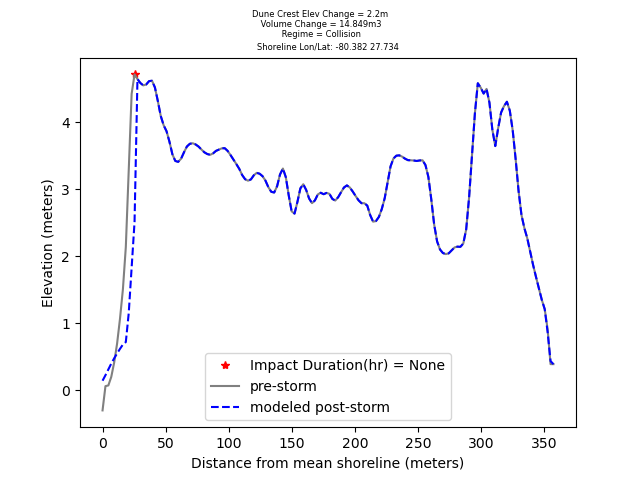 Dune Crest Elev Change = 2.2m
Volume Change = 14.849m3
Regime = Collision
Shoreline Lon/Lat: -80.382 27.734
Elevation (meters)
4
3
2
1
0
Impact Duration(hr) = None
pre-storm
modeled post-storm
0 50 100 150 200 250 300 350
Distance from mean shoreline (meters)